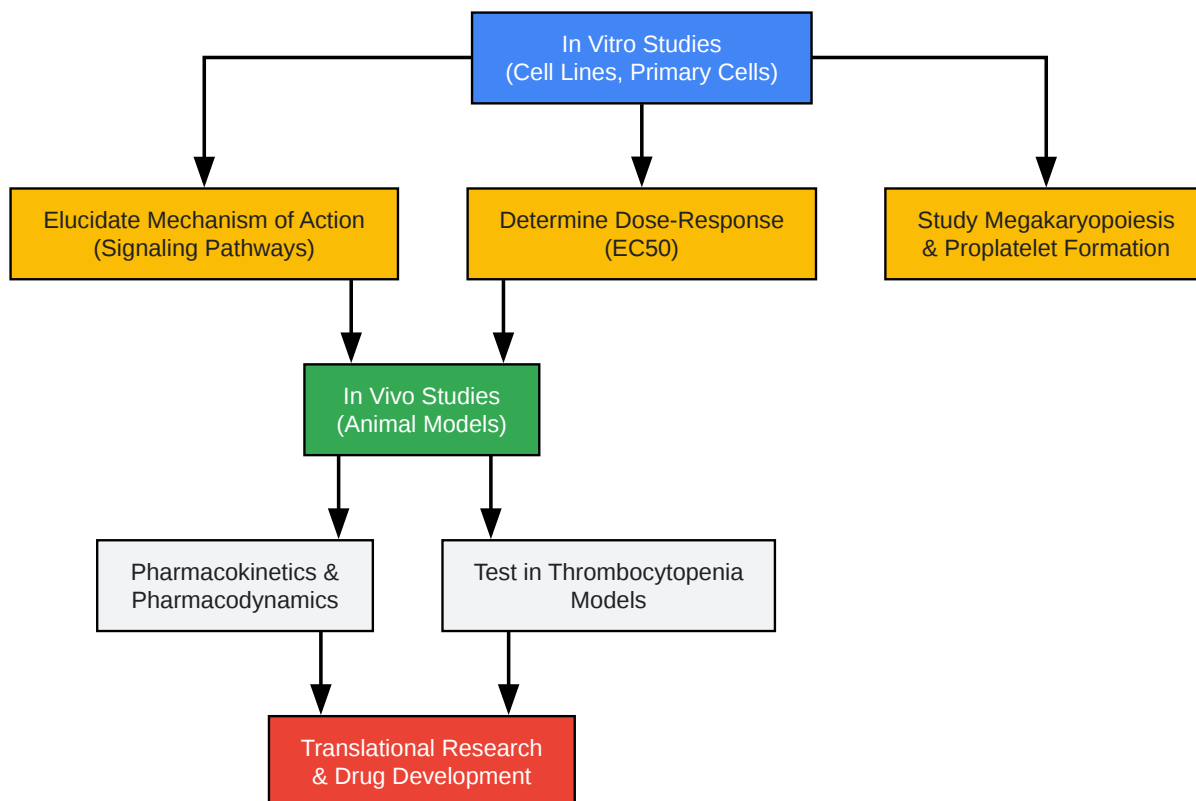 In Vitro Studies
(Cell Lines, Primary Cells)
Elucidate Mechanism of Action
(Signaling Pathways)
Determine Dose-Response
(EC50)
Study Megakaryopoiesis
& Proplatelet Formation
In Vivo Studies
(Animal Models)
Pharmacokinetics &
Pharmacodynamics
Test in Thrombocytopenia
Models
Translational Research
& Drug Development